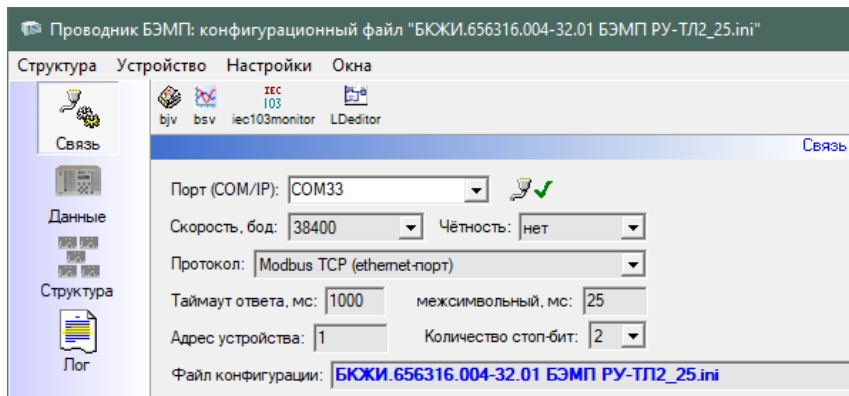 Проводник БЭМП: конфигурационный файл "БКЖИ.656316.004-32.01 БЭМП РУ-ТЛ2_25.ini"
Структура Устройство Настройки Окна
IEC 103
bjv bsv iec103monitor LDeditor
Связь
Связь
Порт (COM/IP): COM33
Данные
Скорость, бод: 38400 Чётность: нет
Протокол: Modbus TCP (ethernet-порт)
Структура
Таймаут ответа, мс: 1000 межсимвольный, мс: 25
Адрес устройства: 1 Количество стоп-бит: 2
Лог
Файл конфигурации: БКЖИ.656316.004-32.01 БЭМП РУ-ТЛ2_25.ini